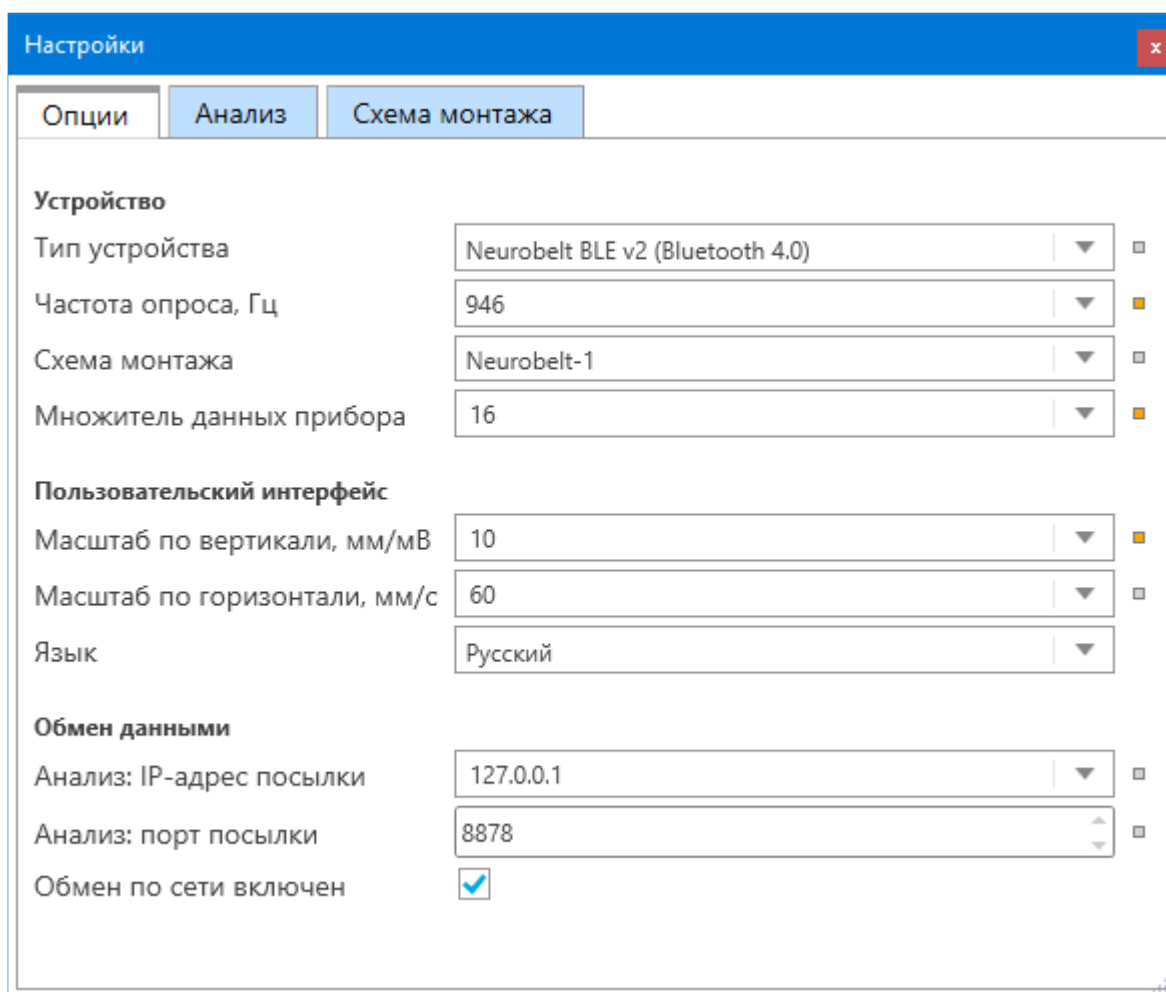 Настройки
x
Опции Анализ Схема монтажа
Устройство
Тип устройства Neurobelt BLE v2 (Bluetooth 4.0)
Частота опроса, Гц 946
Схема монтажа Neurobelt-1
Множитель данных прибора 16
Пользовательский интерфейс
Масштаб по вертикали, мм/мВ 10
Масштаб по горизонтали, мм/с 60
Язык Русский
Обмен данными
Анализ: IP-адрес посылки 127.0.0.1
Анализ: порт посылки 8878
Обмен по сети включен